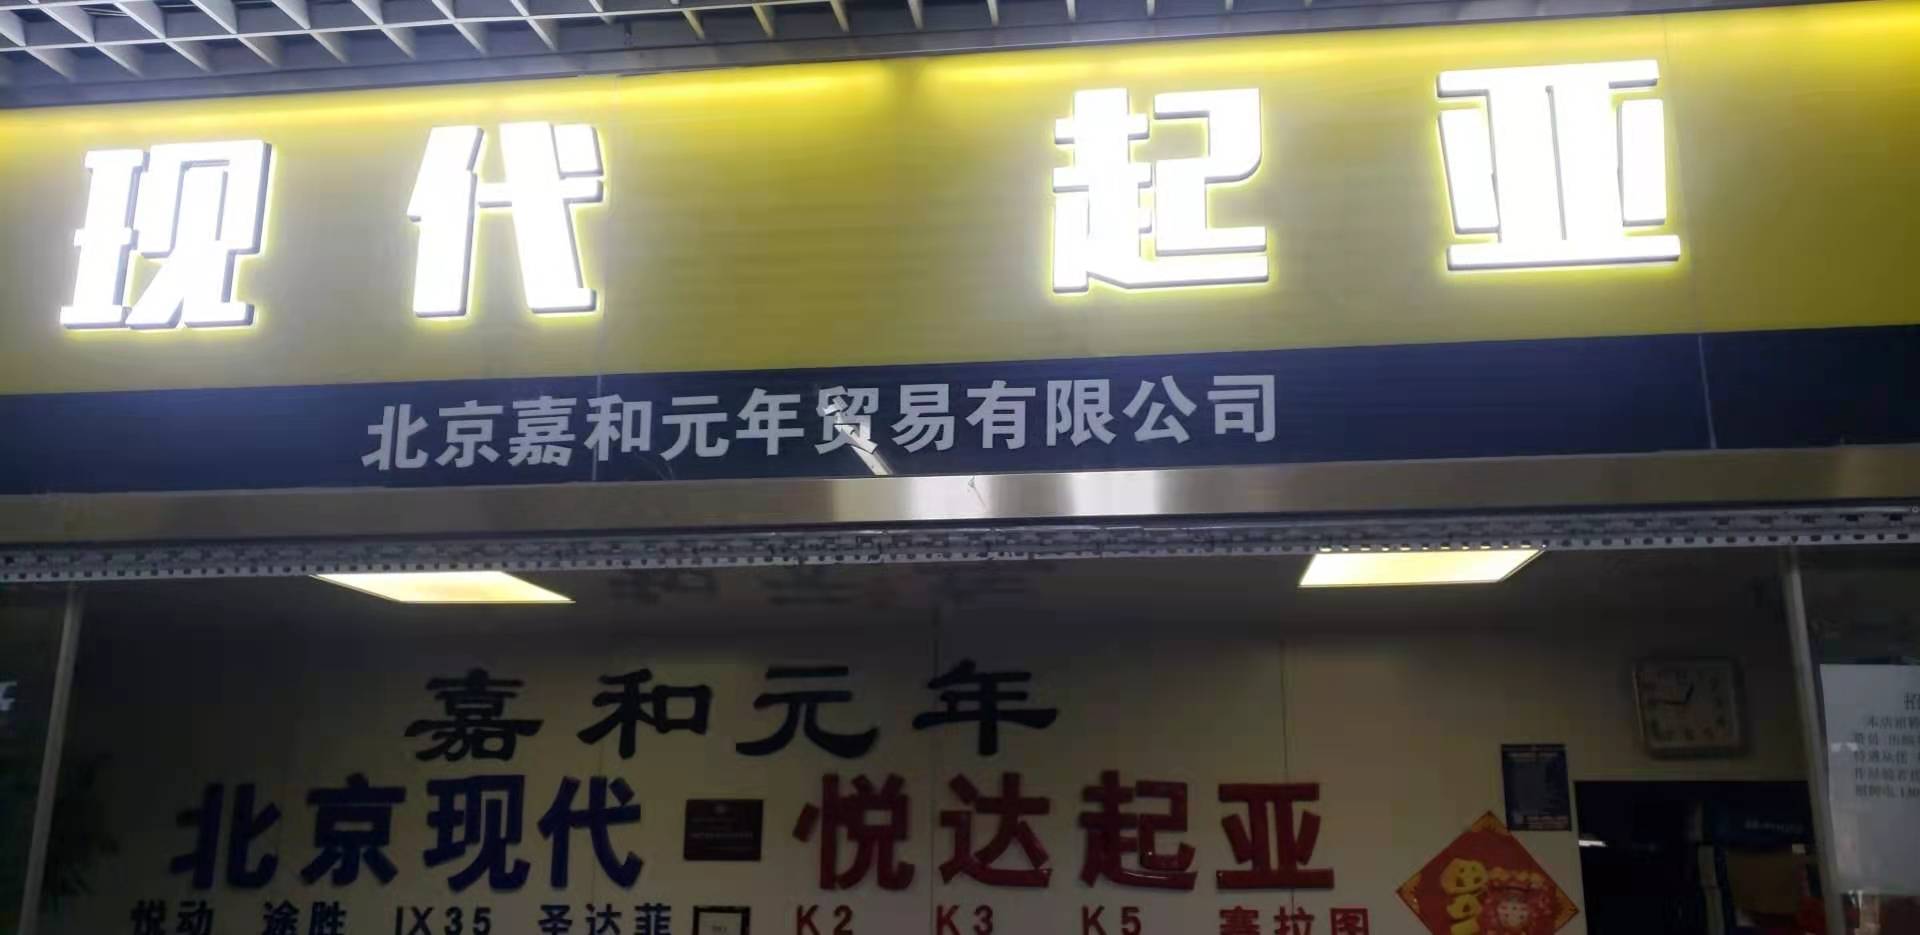 现代 起亚
北京嘉和元年贸易有限公司
嘉和元年
北京现代 悦达起亚
悦动 途胜 IX35 圣达菲 K2 K3 K5 赛拉图